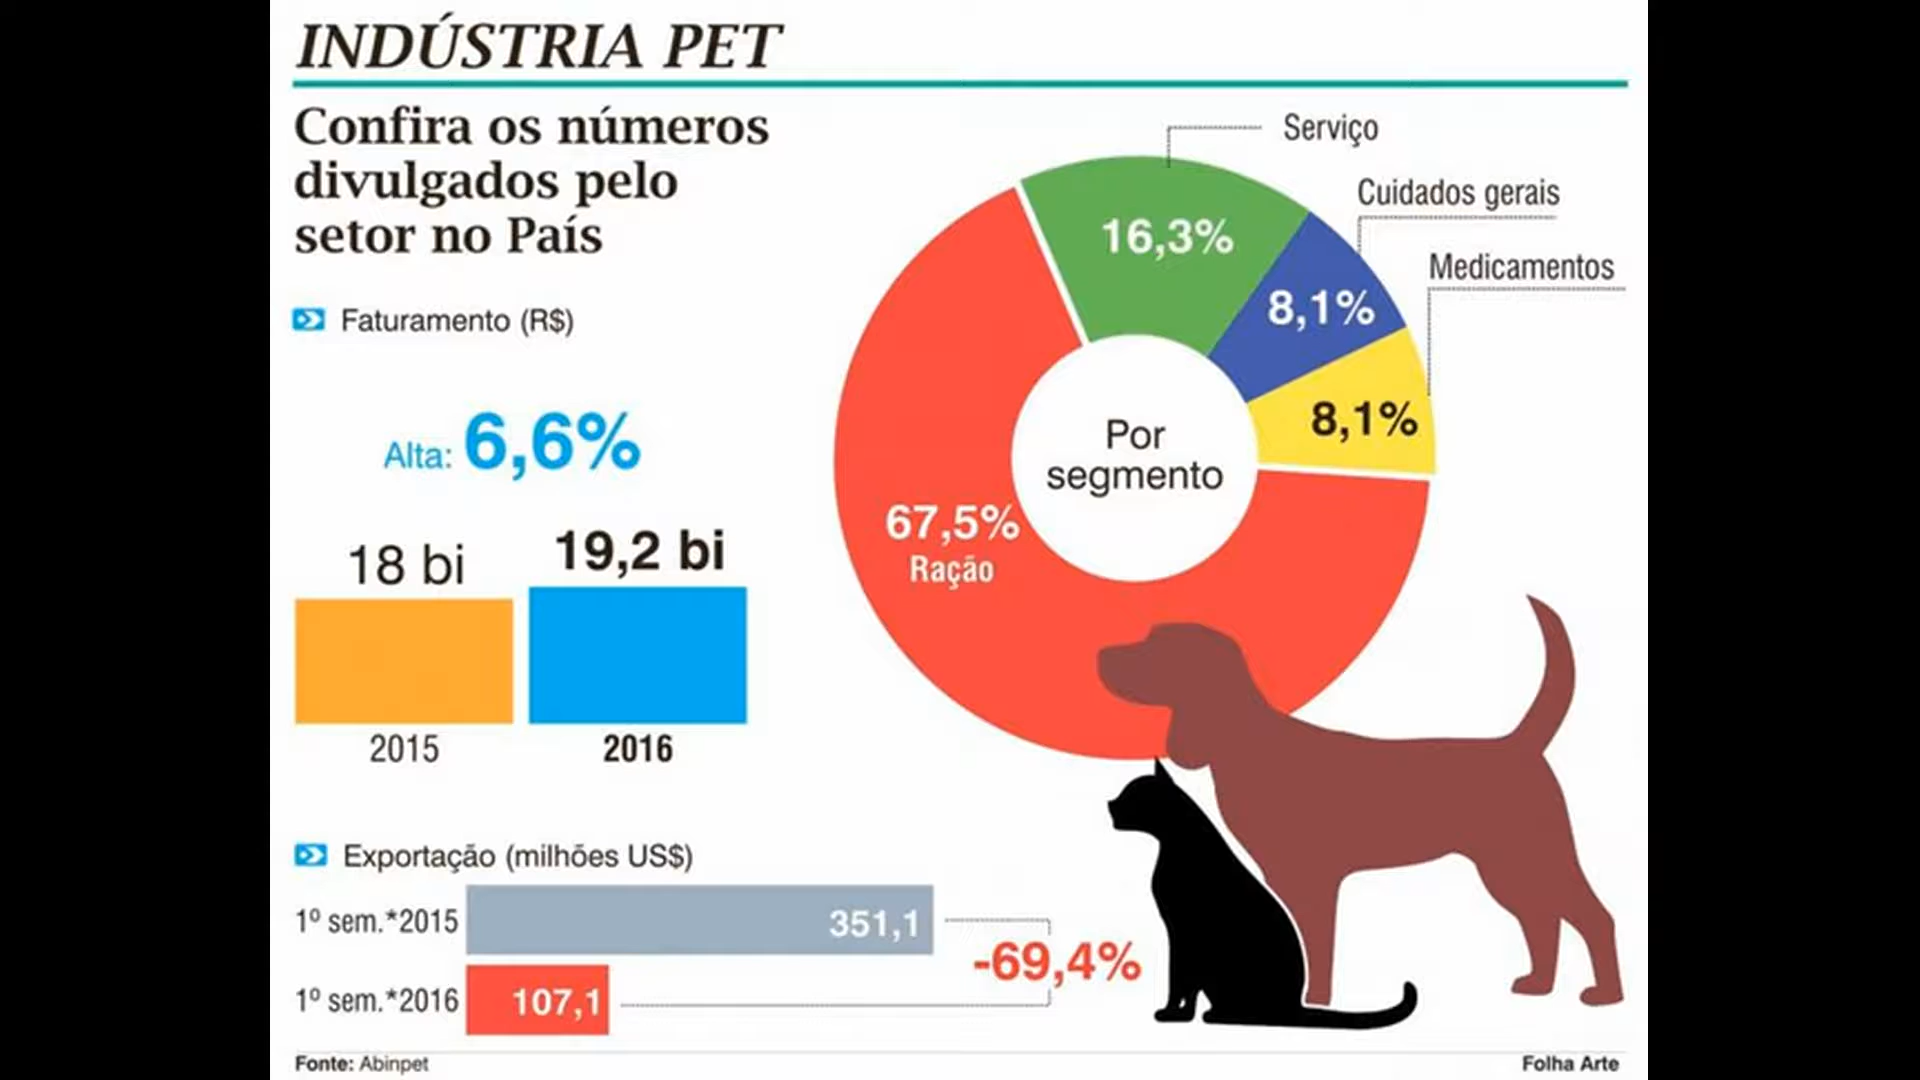 INDÚSTRIA PET
Confira os números
divulgados pelo
setor no País
Faturamento (R$)
Alta: 6,6%
18 bi
19,2 bi
2015
2016
Serviço
Cuidados gerais
Medicamentos
16,3%
8,1%
8,1%
Por
segmento
67,5%
Ração
Exportação (milhões US$)
1º sem.*2015
351,1
-69,4%
1º sem.*2016
107,1
Fonte: Abinpet
Folha Arte